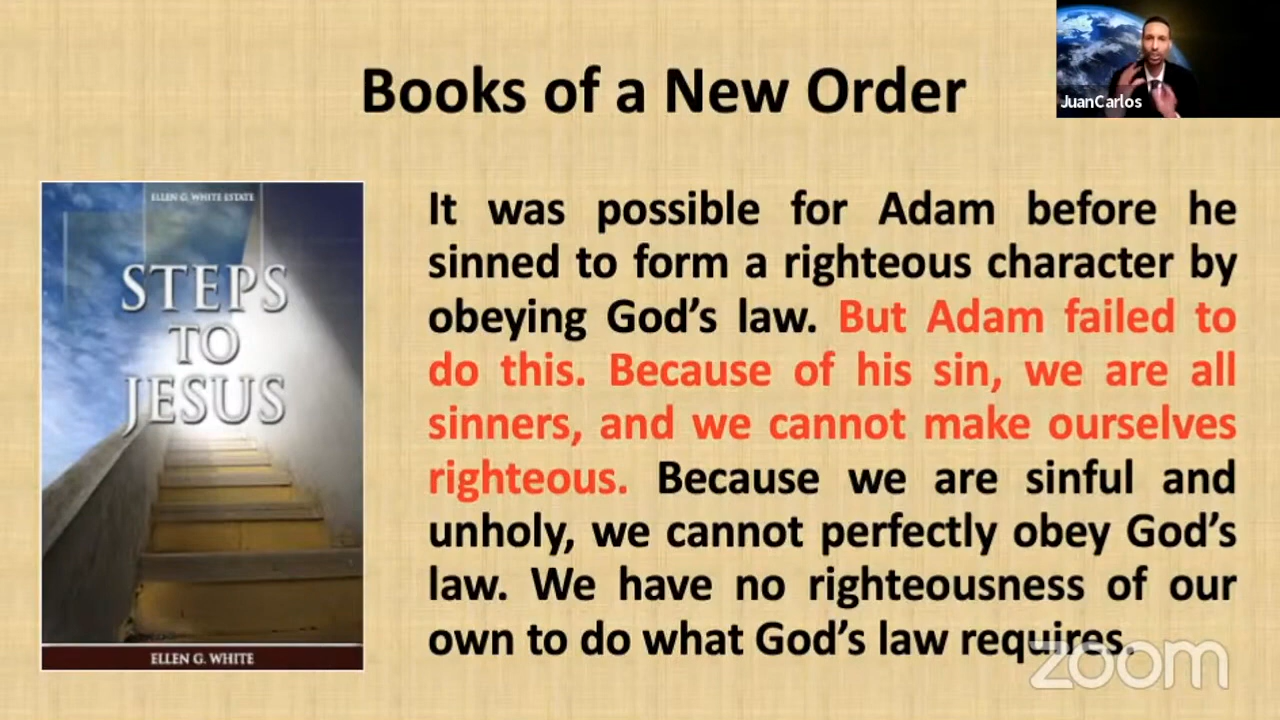 Books of a New Order
JuanCarlos
ELLEN G. WHITE ESTATE
STEPS
TO
JESUS
ELLEN G. WHITE
It was possible for Adam before he
sinned to form a righteous character by
obeying God's law. But Adam failed to
do this. Because of his sin, we are all
sinners, and we cannot make ourselves
righteous. Because we are sinful and
unholy, we cannot perfectly obey God's
law. We have no righteousness of our
own to do what God's law requires.
zoom